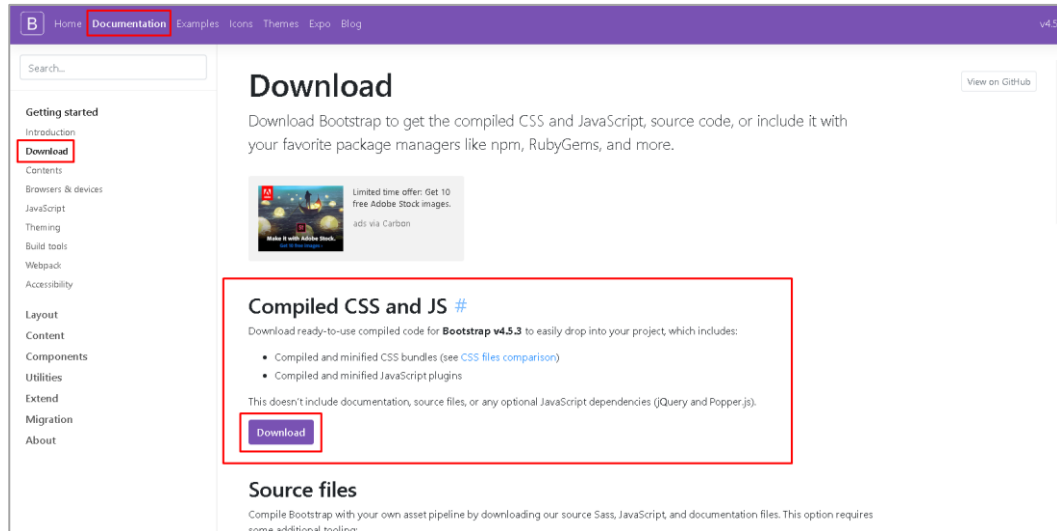 B Home Documentation Examples Icons Themes Expo Blog v4.5
Search...
Getting started
Introduction
Download
Contents
Browsers & devices
JavaScript
Theming
Build tools
Webpack
Accessibility
Layout
Content
Components
Utilities
Extend
Migration
About
Download
View on GitHub
Download Bootstrap to get the compiled CSS and JavaScript, source code, or include it with
your favorite package managers like npm, RubyGems, and more.
Make it with Adobe Stock.
Get 10 free images ›
Limited time offer: Get 10
free Adobe Stock images.
ads via Carbon
Compiled CSS and JS #
Download ready-to-use compiled code for Bootstrap v4.5.3 to easily drop into your project, which includes:
• Compiled and minified CSS bundles (see CSS files comparison)
• Compiled and minified JavaScript plugins
This doesn't include documentation, source files, or any optional JavaScript dependencies (jQuery and Popper.js).
Download
Source files
Compile Bootstrap with your own asset pipeline by downloading our source Sass, JavaScript, and documentation files. This option requires
some additional tooling: